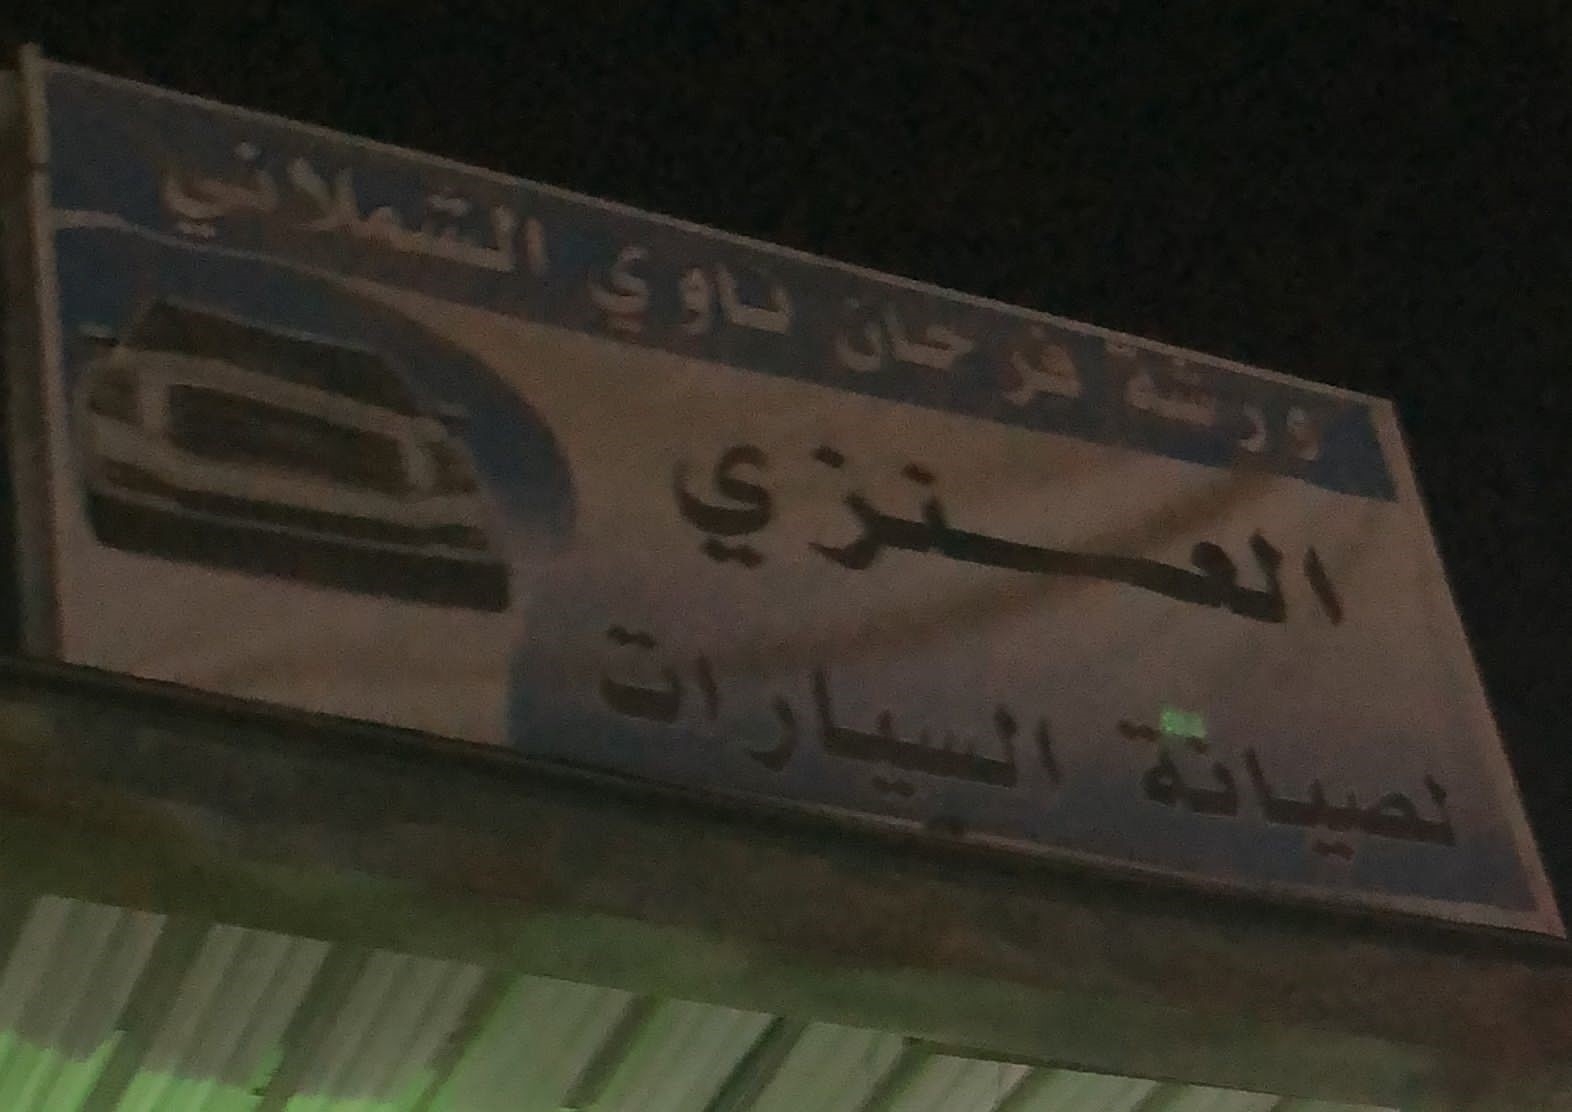 ورشة فرحان ناوي الشملاني
العنزي
لصيانة السيارات